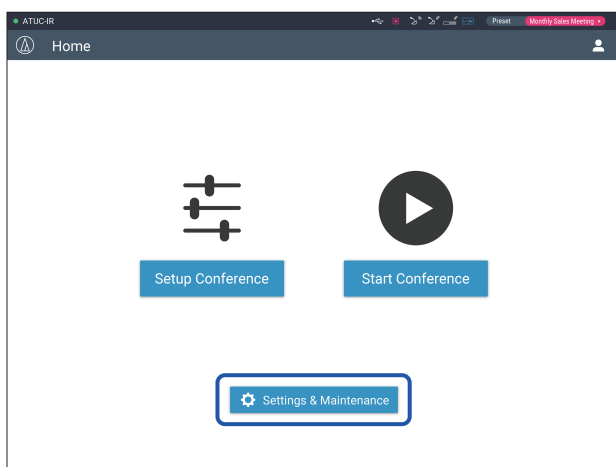 ATUC-IR Preset Monthly Sales Meeting
Home
Setup Conference Start Conference
Settings & Maintenance